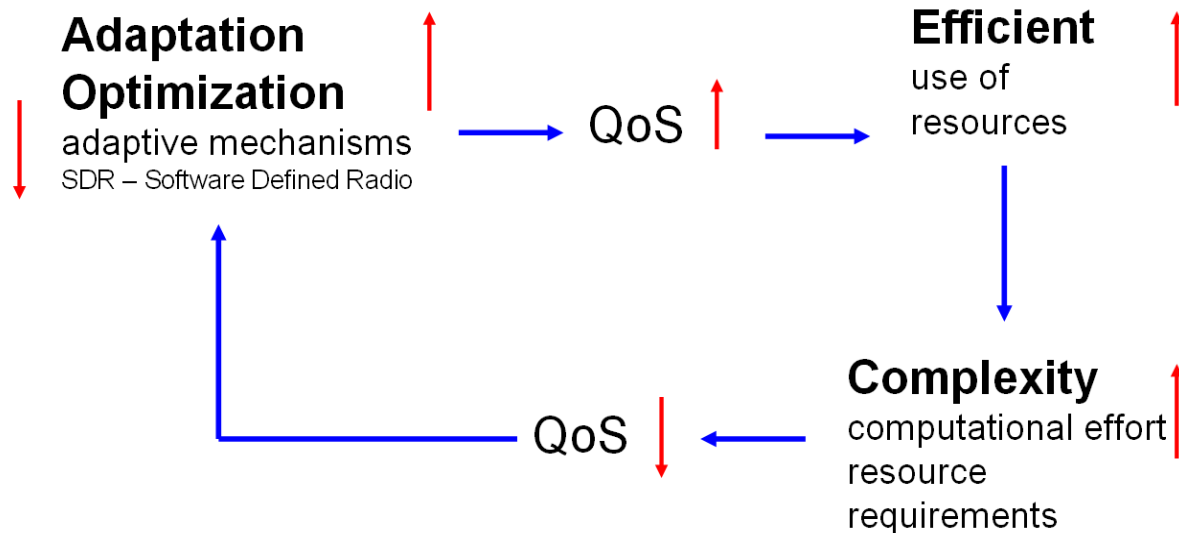 Adaptation
Optimization
adaptive mechanisms
SDR – Software Defined Radio
QoS
Efficient
use of
resources
Complexity
computational effort
resource
requirements
QoS